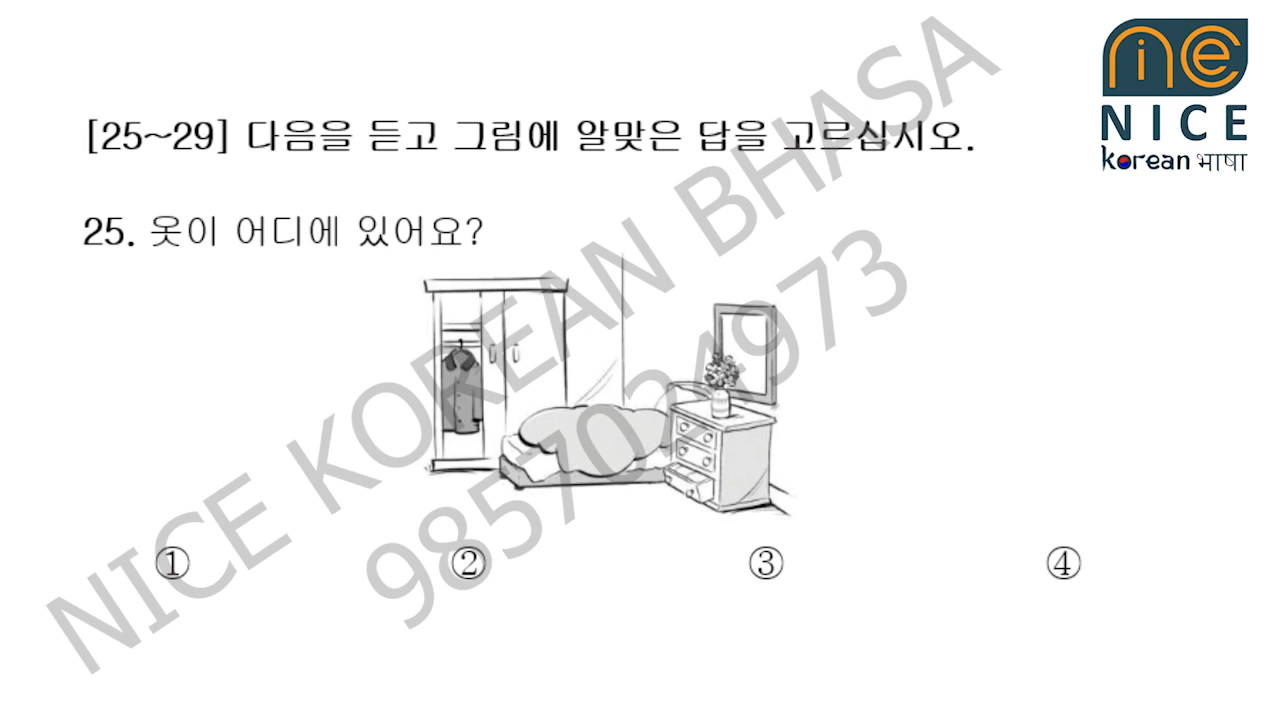 nie
NICE
korean भाषा
[25~29] 다음을 듣고 그림에 알맞은 답을 고르십시오.
25. 옷이 어디에 있어요?
NICE KOREAN BHASA
9857024973
① ② ③ ④